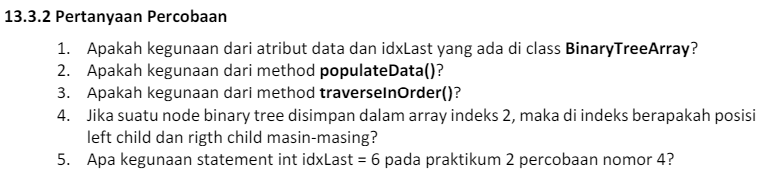 13.3.2 Pertanyaan Percobaan
1. Apakah kegunaan dari atribut data dan idxLast yang ada di class BinaryTreeArray?
2. Apakah kegunaan dari method populateData()?
3. Apakah kegunaan dari method traverseInOrder()?
4. Jika suatu node binary tree disimpan dalam array indeks 2, maka di indeks berapakah posisi
left child dan rigth child masin-masing?
5. Apa kegunaan statement int idxLast = 6 pada praktikum 2 percobaan nomor 4?